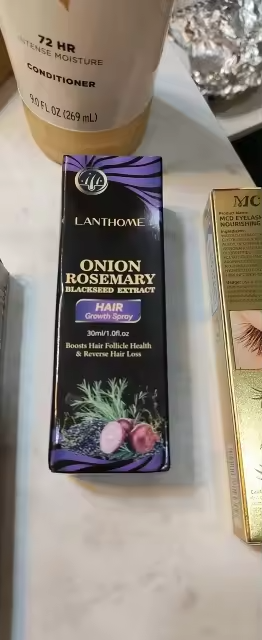 72 HR
INTENSE MOISTURE
CONDITIONER
9.0 FL OZ (269 mL)
LANTHOME
ONION
ROSEMARY
BLACKSEED EXTRACT
HAIR
Growth Spray
30ml/1.0fl.oz
Boosts Hair Follicle Health
& Reverse Hair Loss
MC
MCO EYELASH
NOURISHING